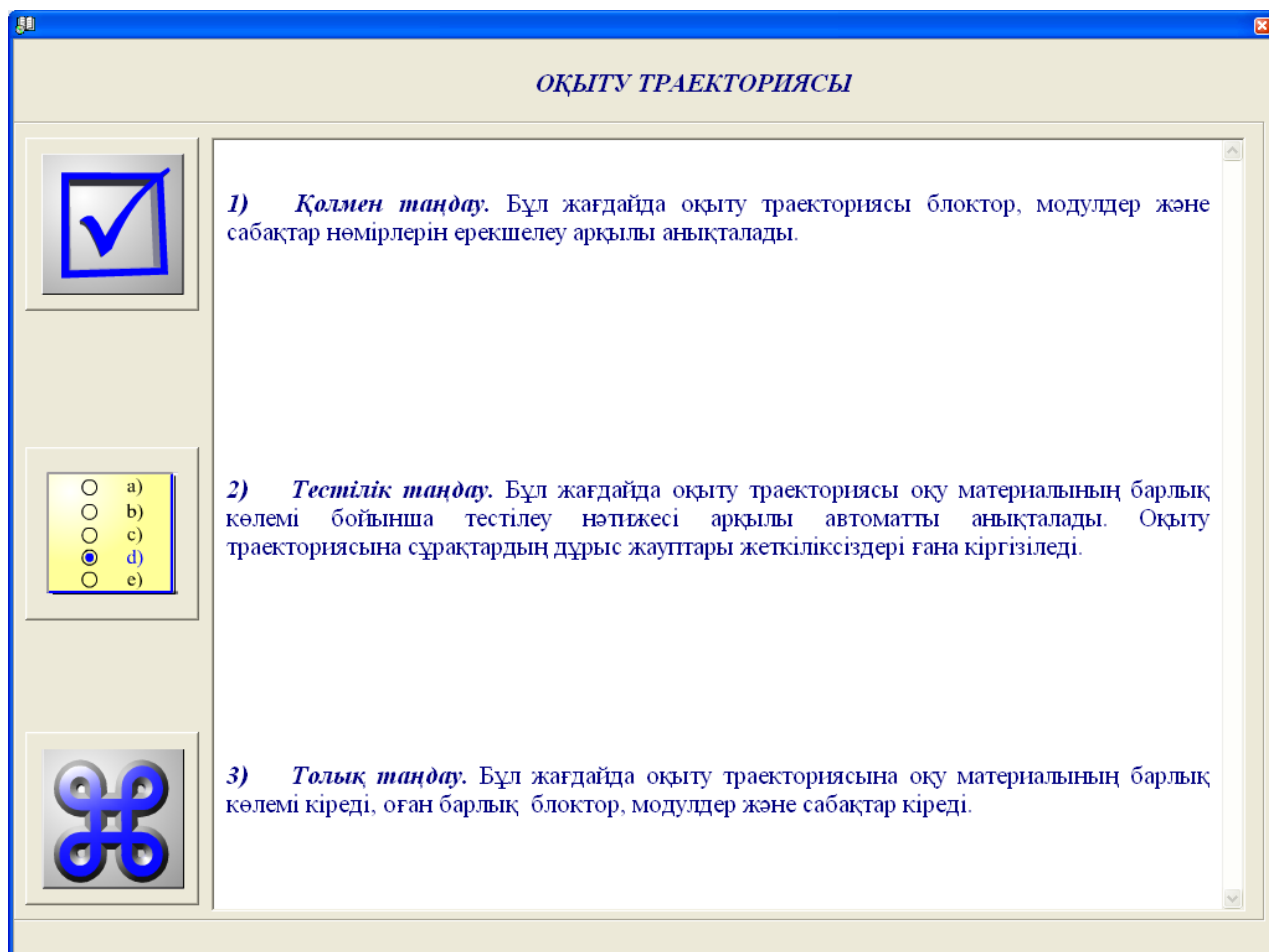 ОҚЫТУ ТРАЕКТОРИЯСЫ
1) Қолмен таңдау. Бұл жағдайда оқыту траекториясы блоктор, модулдер және
сабақтар нөмірлерін ерекшелеу арқылы анықталады.
a)
b)
c)
d)
e)
2) Тестілік таңдау. Бұл жағдайда оқыту траекториясы оқу материалының барлық
көлемі бойынша тестілеу нәтижесі арқылы автоматты анықталады. Оқыту
траекториясына сұрақтардың дұрыс жауптары жеткіліксіздері ғана кіргізіледі.
3) Толық таңдау. Бұл жағдайда оқыту траекториясына оқу материалының барлық
көлемі кіреді, оған барлық блоктор, модулдер және сабақтар кіреді.